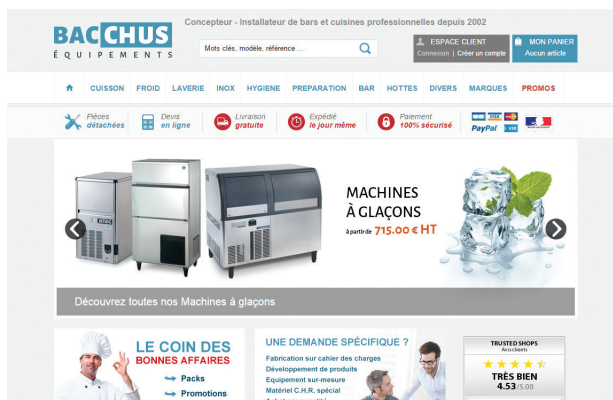 Concepteur - Installateur de bars et cuisines professionnelles depuis 2002
BACCHUS
ÉQUIPEMENTS
Mots clés, modèle, référence ...
ESPACE CLIENT
Connexion | Créer un compte
MON PANIER
Aucun article
CUISSON FROID LAVERIE INOX HYGIENE PREPARATION BAR HOTTES DIVERS MARQUES PROMOS
Pièces
détachées
Devis
en ligne
Livraison
gratuite
Expédié
le jour même
Paiement
100% sécurisé
VISA
PayPal
MACHINES
À GLAÇONS
à partir de 715.00 € HT
Découvrez toutes nos Machines à glaçons
LE COIN DES
BONNES AFFAIRES
Packs
Promotions
UNE DEMANDE SPÉCIFIQUE ?
Fabrication sur cahier des charges
Développement de produits
Equipement sur-mesure
Matériel C.H.R. spécial
TRUSTED SHOPS
Avis clients
TRÈS BIEN
4.53/5.00